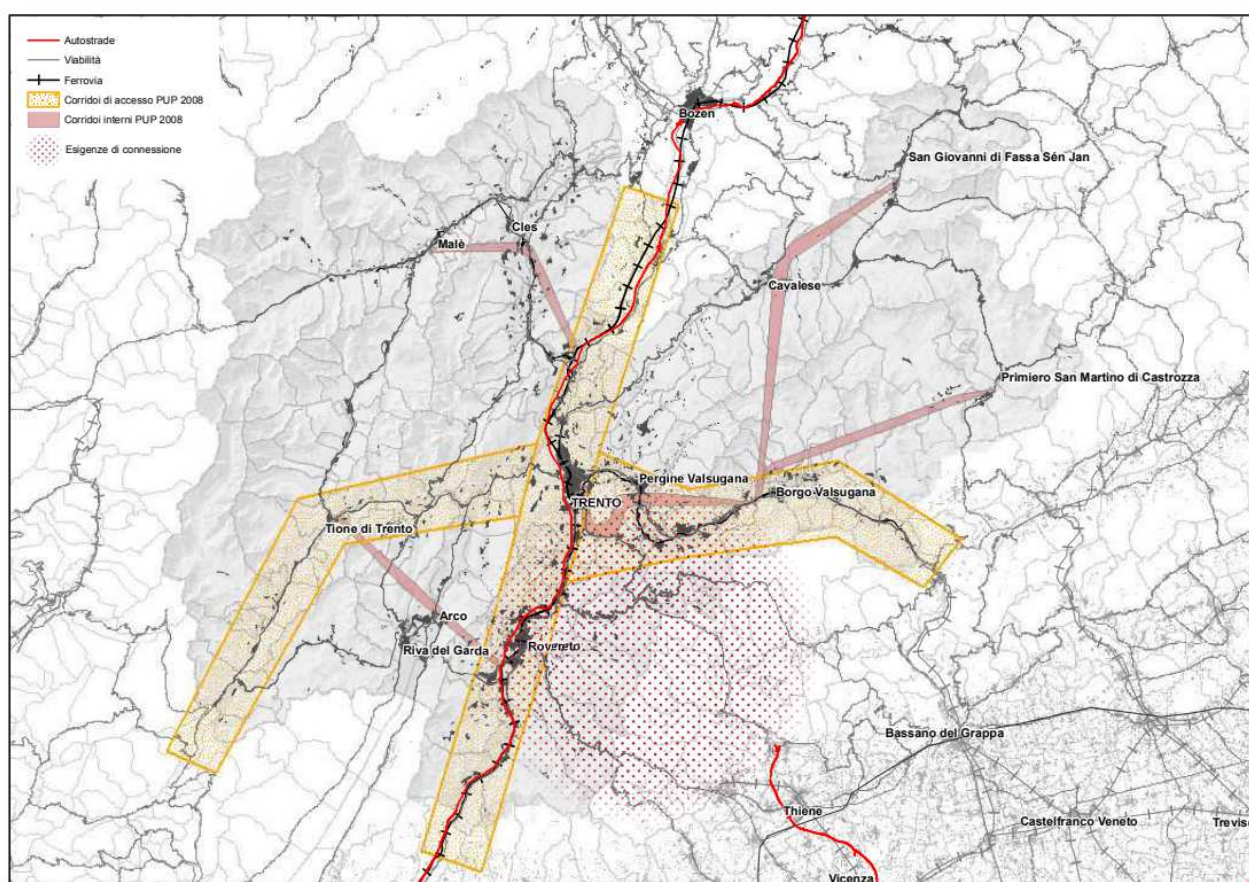 Autostrade
Viabilità
Ferrovia
Corridoi di accesso PUP 2008
Corridoi interni PUP 2008
Esigenze di connessione
Bozen
San Giovanni di Fassa Sén Jan
Cles
Malè
Cavalese
Primiero San Martino di Castrozza
Pergine Valsugana
Borgo Valsugana
TRENTO
Tione di Trento
Arco
Riva del Garda
Rovereto
Bassano del Grappa
Thiene
Castelfranco Veneto
Treviso
Vicenza